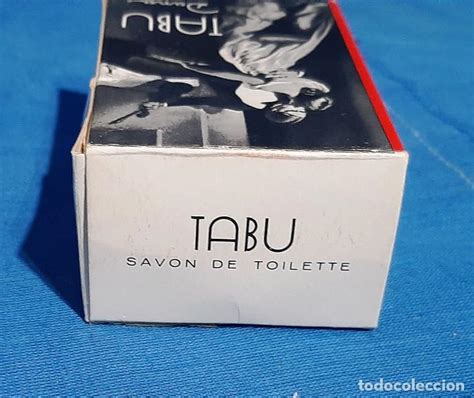 TABU
TABU
SAVON DE TOILETTE
todocoleccion